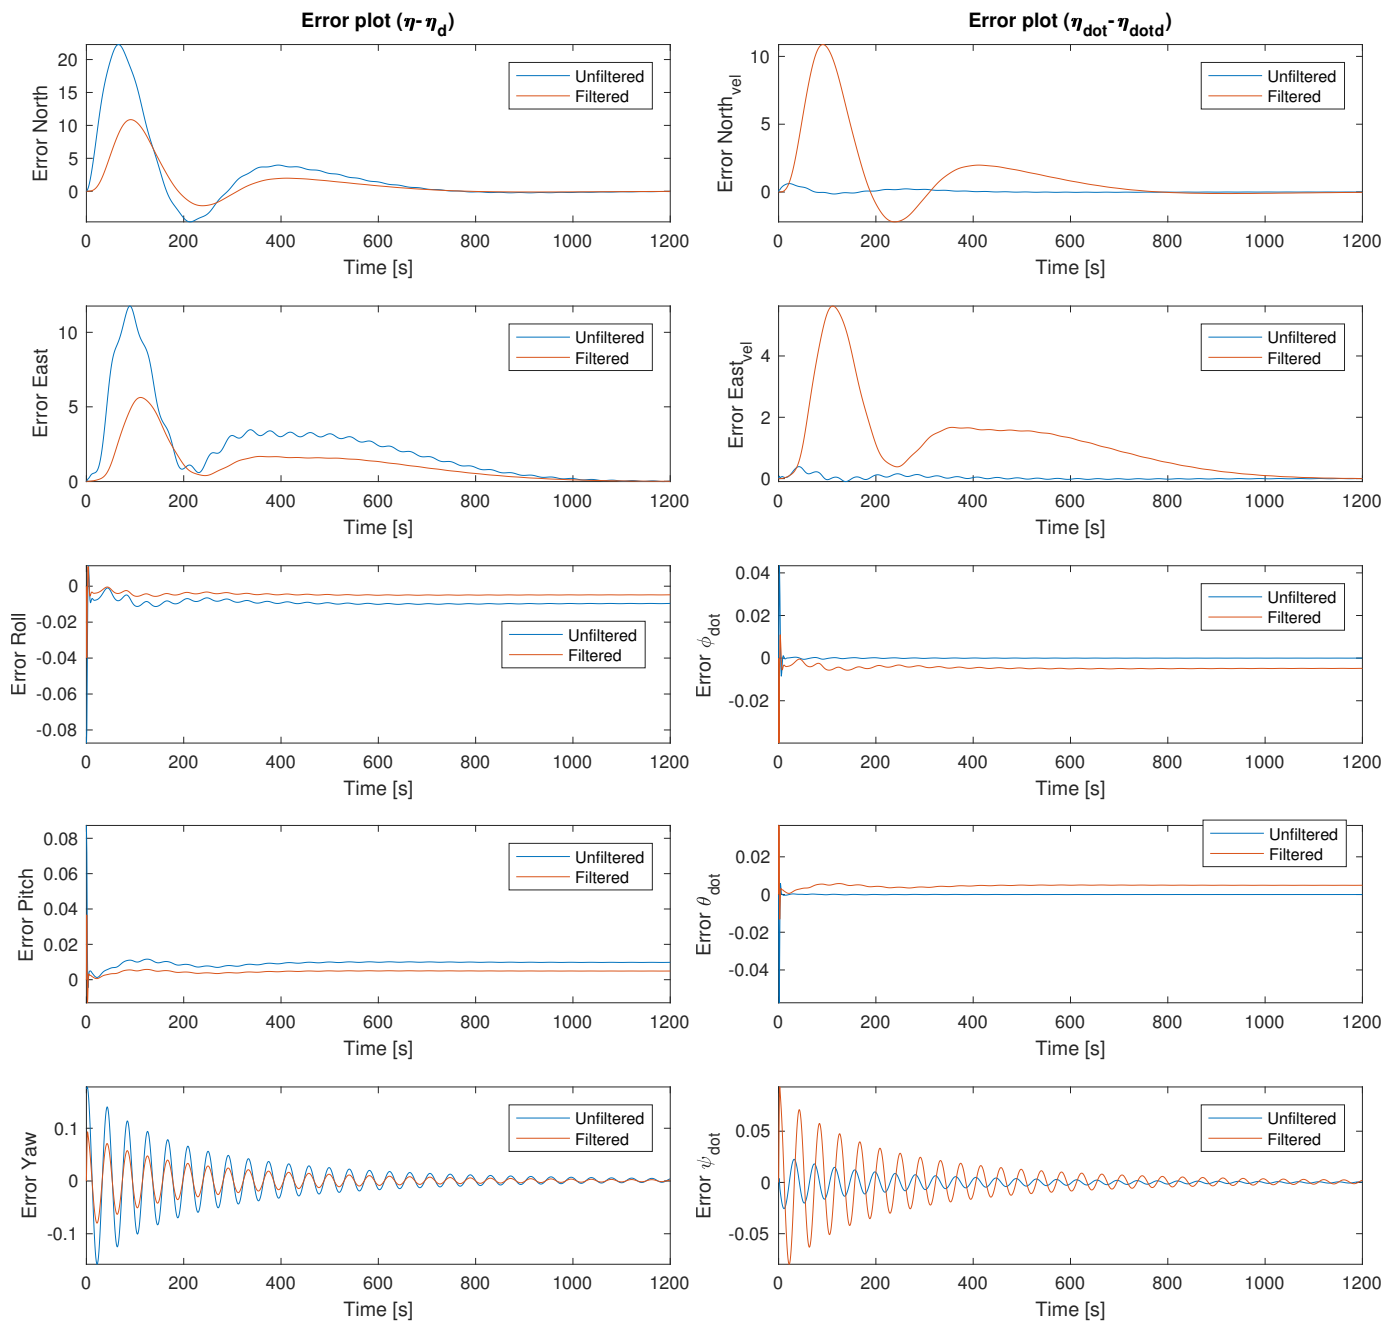 Error plot (η-η_d)
Error North
20
15
10
5
0
Unfiltered
Filtered
0 200 400 600 800 1000 1200
Time [s]
Error plot (η_dot-η_dotd)
Error North_vel
10
5
0
Unfiltered
Filtered
0 200 400 600 800 1000 1200
Time [s]
Error East
10
5
0
Unfiltered
Filtered
0 200 400 600 800 1000 1200
Time [s]
Error East_vel
4
2
0
Unfiltered
Filtered
0 200 400 600 800 1000 1200
Time [s]
Error Roll
0
-0.02
-0.04
-0.06
-0.08
Unfiltered
Filtered
0 200 400 600 800 1000 1200
Time [s]
Error ϕ_dot
0.04
0.02
0
-0.02
Unfiltered
Filtered
0 200 400 600 800 1000 1200
Time [s]
Error Pitch
0.08
0.06
0.04
0.02
0
Unfiltered
Filtered
0 200 400 600 800 1000 1200
Time [s]
Error θ_dot
0.02
0
-0.02
-0.04
Unfiltered
Filtered
0 200 400 600 800 1000 1200
Time [s]
Error Yaw
0.1
0
-0.1
Unfiltered
Filtered
0 200 400 600 800 1000 1200
Time [s]
Error ψ_dot
0.05
0
-0.05
Unfiltered
Filtered
0 200 400 600 800 1000 1200
Time [s]